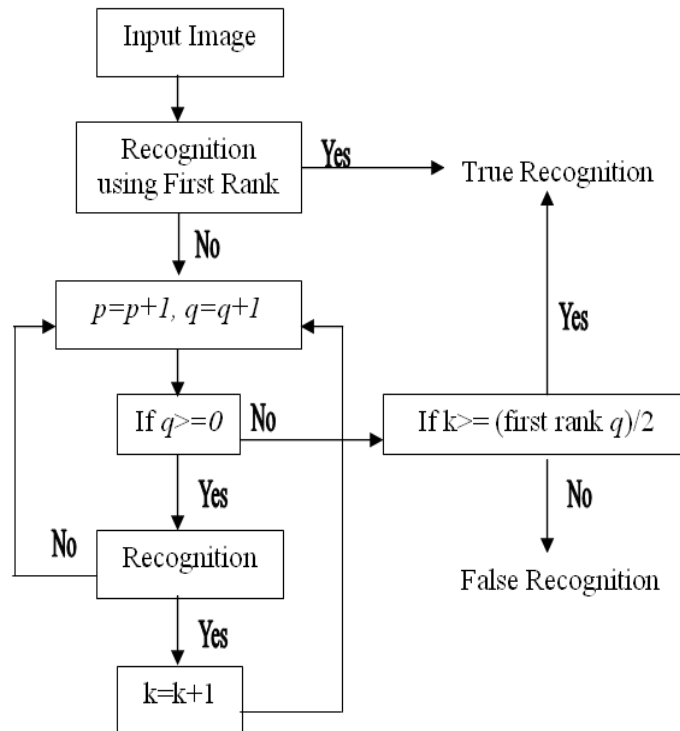 Input Image
Recognition
using First Rank
Yes
True Recognition
No
p=p+1, q=q+1
Yes
If q>=0
No
If k>= (first rank q)/2
Yes
No
No
Recognition
False Recognition
Yes
k=k+1